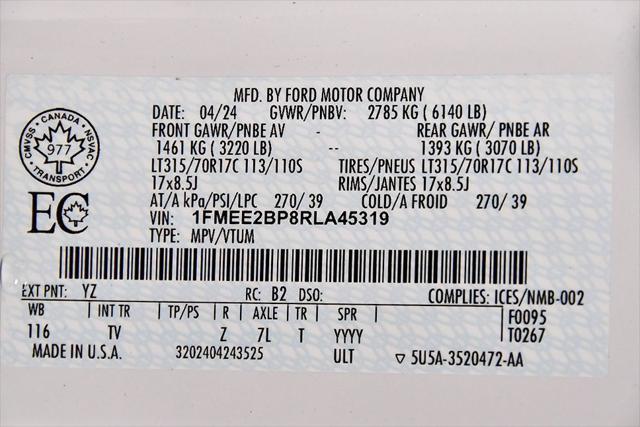 MFD. BY FORD MOTOR COMPANY
DATE: 04/24 GVWR/PNBV: 2785 KG ( 6140 LB)
FRONT GAWR/PNBE AV - REAR GAWR/ PNBE AR
1461 KG ( 3220 LB) -- 1393 KG ( 3070 LB)
LT315/70R17C 113/110S TIRES/PNEUS LT315/70R17C 113/110S
17x8.5J RIMS/JANTES 17x8.5J
AT/A kPa/PSI/LPC 270/ 39 COLD/A FROID 270/ 39
VIN: 1FMEE2BP8RLA45319
TYPE: MPV/VTUM
CANADA
CMVSS NSVAC
977
TRANSPORT
EC
EXT PNT: YZ RC: B2 DSO: COMPLIES: ICES/NMB-002
WB | INT TR | TP/PS | R | AXLE | TR | SPR | F0095
116 TV Z 7L T YYYY T0267
MADE IN U.S.A. 3202404243525 ULT ▽ 5U5A-3520472-AA